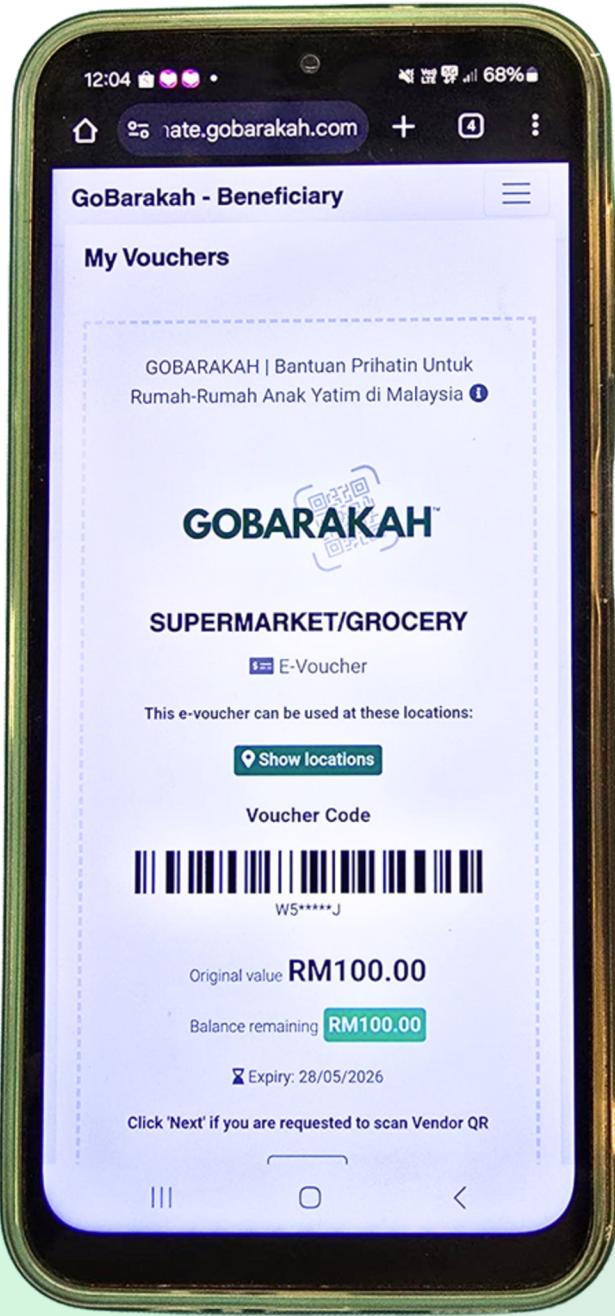 12:04
68%
ate.gobarakah.com
4
GoBarakah - Beneficiary
My Vouchers
GOBARAKAH | Bantuan Prihatin Untuk
Rumah-Rumah Anak Yatim di Malaysia
GOBARAKAH™
SUPERMARKET/GROCERY
E-Voucher
This e-voucher can be used at these locations:
Show locations
Voucher Code
W5*****J
Original value RM100.00
Balance remaining RM100.00
Expiry: 28/05/2026
Click 'Next' if you are requested to scan Vendor QR